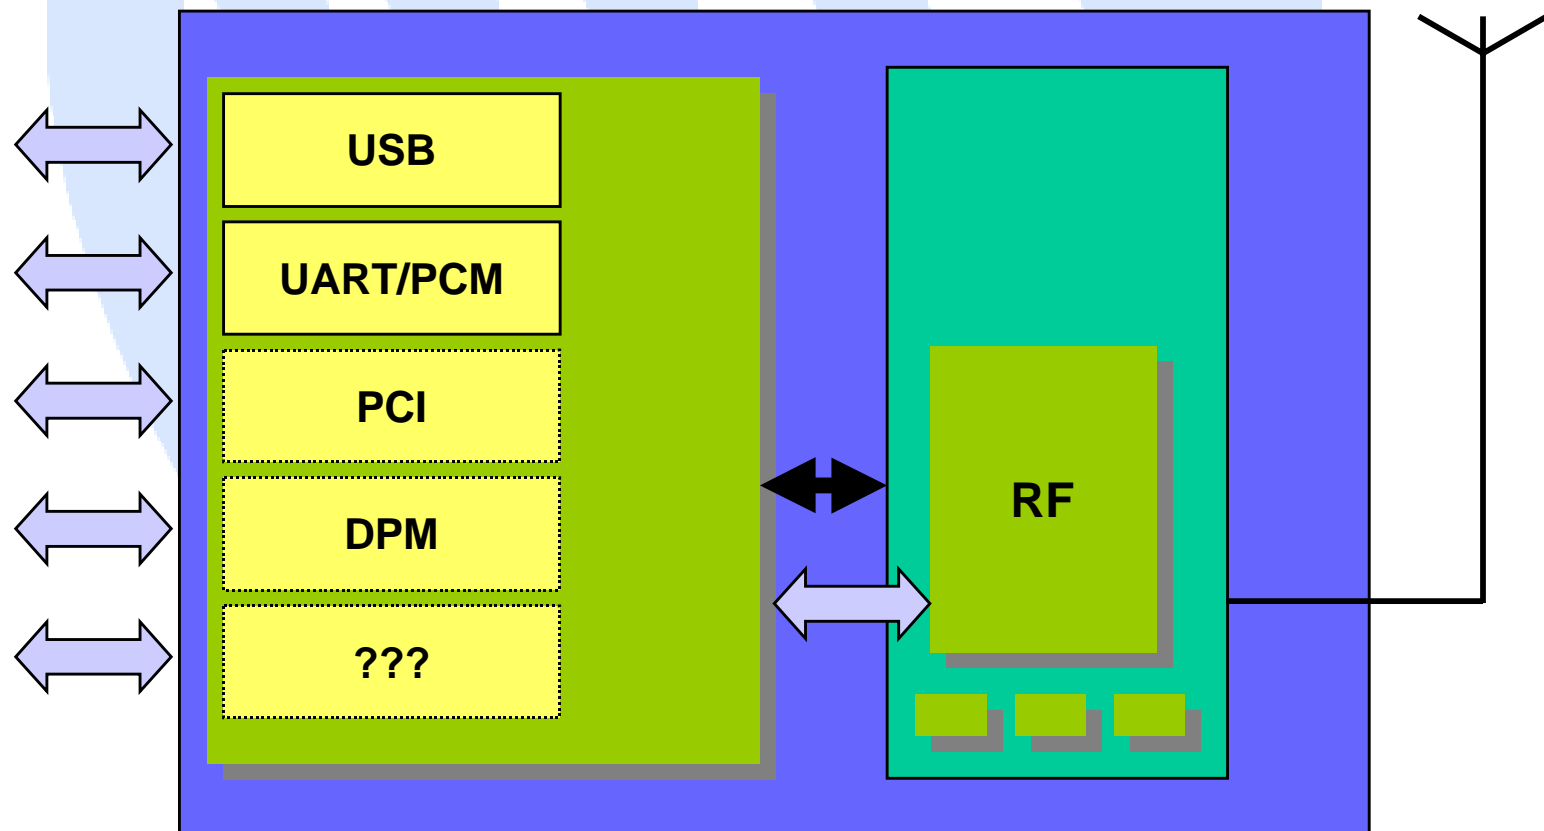 USB
UART/PCM
PCI
DPM
???
RF